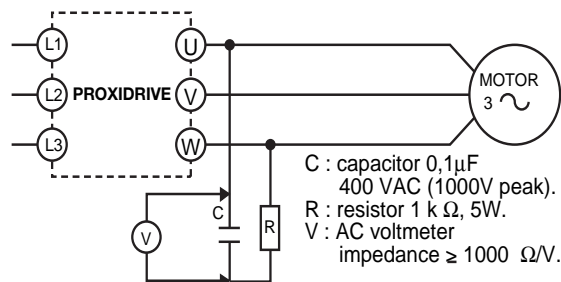 L1
U
L2
PROXIDRIVE
V
MOTOR
3
L3
W
C : capacitor 0,1µF
400 VAC (1000V peak).
R : resistor 1 k Ω, 5W.
V : AC voltmeter
impedance ≥ 1000 Ω/V.
C
V
R